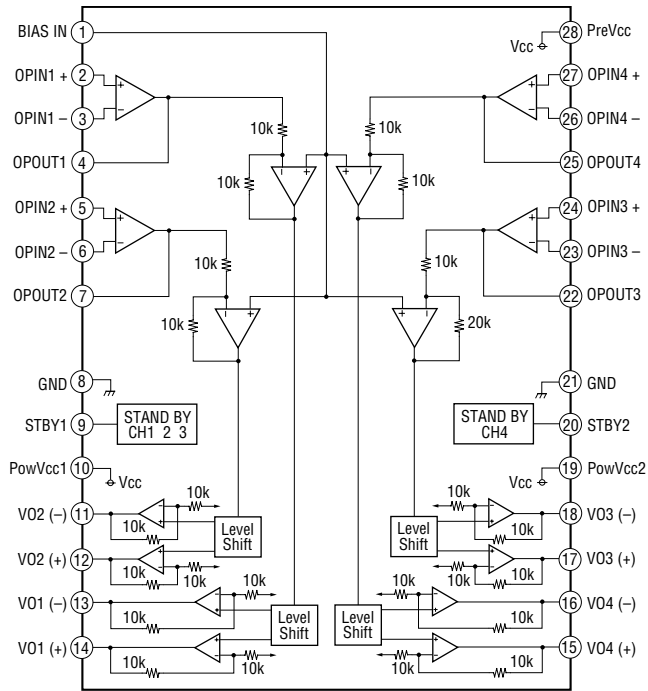 BIAS IN 1
28 PreVcc
Vcc
OPIN1 + 2
27 OPIN4 +
OPIN1 – 3
26 OPIN4 –
10k
10k
OPOUT1 4
25 OPOUT4
10k
10k
OPIN2 + 5
24 OPIN3 +
OPIN2 – 6
23 OPIN3 –
10k
10k
OPOUT2 7
22 OPOUT3
10k
20k
GND 8
21 GND
STBY1 9
STAND BY
CH1 2 3
STAND BY
CH4
20 STBY2
PowVcc1 10
Vcc
Vcc
19 PowVcc2
10k
10k
VO2 (–) 11
18 VO3 (–)
10k
Level
Shift
Level
Shift
10k
VO2 (+) 12
17 VO3 (+)
10k
10k
10k
10k
10k
10k
VO1 (–) 13
16 VO4 (–)
10k
Level
Shift
Level
Shift
10k
VO1 (+) 14
15 VO4 (+)
10k
10k
10k
10k